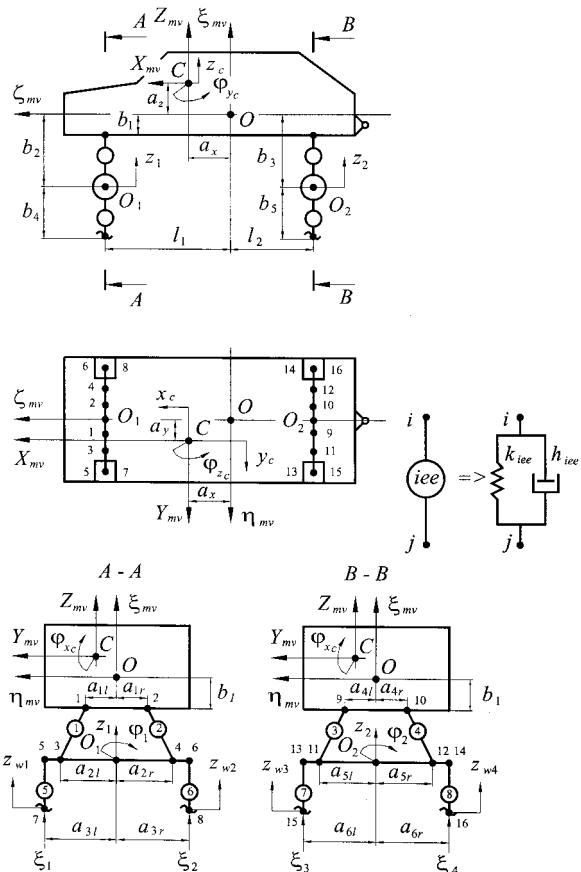 A Z_mv ξ_mv B
X_mv C z_c
φ_yc
ζ_mv a_z
b_1 O
b_2 a_x b_3
z_1 z_2
b_4 O_1 b_5 O_2
l_1 l_2
A B
A B
6 8 14 16
4 12
2 x_c O 10
ζ_mv O_1 a_y O_2
1 C 9
X_mv
3 φ_zc y_c 11
5 7 a_x 13 15
Y_mv η_mv
i i
iee => k_iee h_iee
j j
A - A B - B
Z_mv ξ_mv Z_mv ξ_mv
Y_mv φ_xc C Y_mv φ_xc C
O O
η_mv a_1l a_1r b_1 η_mv a_4l a_4r b_1
1 2 9 10
1 z_1 φ_1 2 3 z_2 φ_2 4
z_w1 5 3 O_1 4 6 z_w2 z_w3 13 11 O_2 12 14 z_w4
5 a_2l a_2r 6 7 a_5l a_5r 8
7 a_3l a_3r 8 15 a_6l a_6r 16
ξ_1 ξ_2 ξ_3 ξ_4